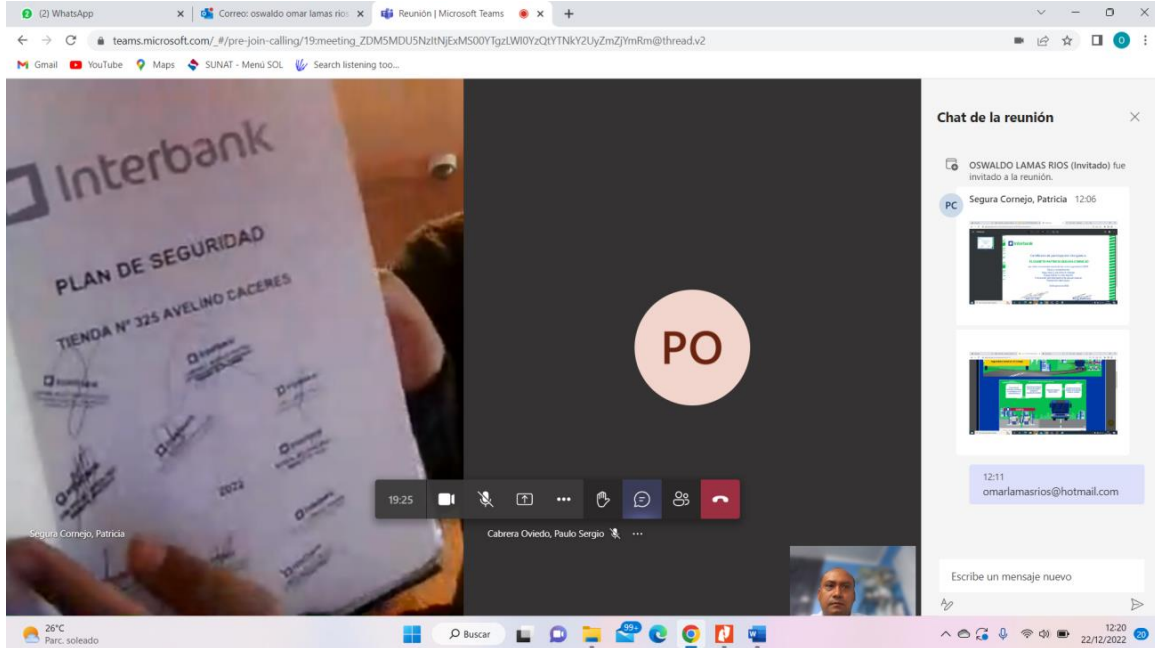 (2) WhatsApp
Correo: oswaldo omar lamas rios
Reunión | Microsoft Teams
teams.microsoft.com/_#/pre-join-calling/19:meeting_ZDM5MDU5NzItNjExMS00YTgzLWI0YzQtYTNkY2UyZmZjYmRm@thread.v2
Gmail
YouTube
Maps
SUNAT - Menú SOL
Search listening too...
Interbank
PLAN DE SEGURIDAD
TIENDA N° 325 AVELINO CACERES
Interbank
2022
Segura Cornejo, Patricia
PO
19:25
Cabrera Oviedo, Paulo Sergio
Chat de la reunión
OSWALDO LAMAS RIOS (Invitado) fue
invitado a la reunión.
PC
Segura Cornejo, Patricia 12:06
Interbank
12:11
omarlamasrios@hotmail.com
Escribe un mensaje nuevo
26°C
Parc. soleado
Buscar
99+
12:20
22/12/2022
20